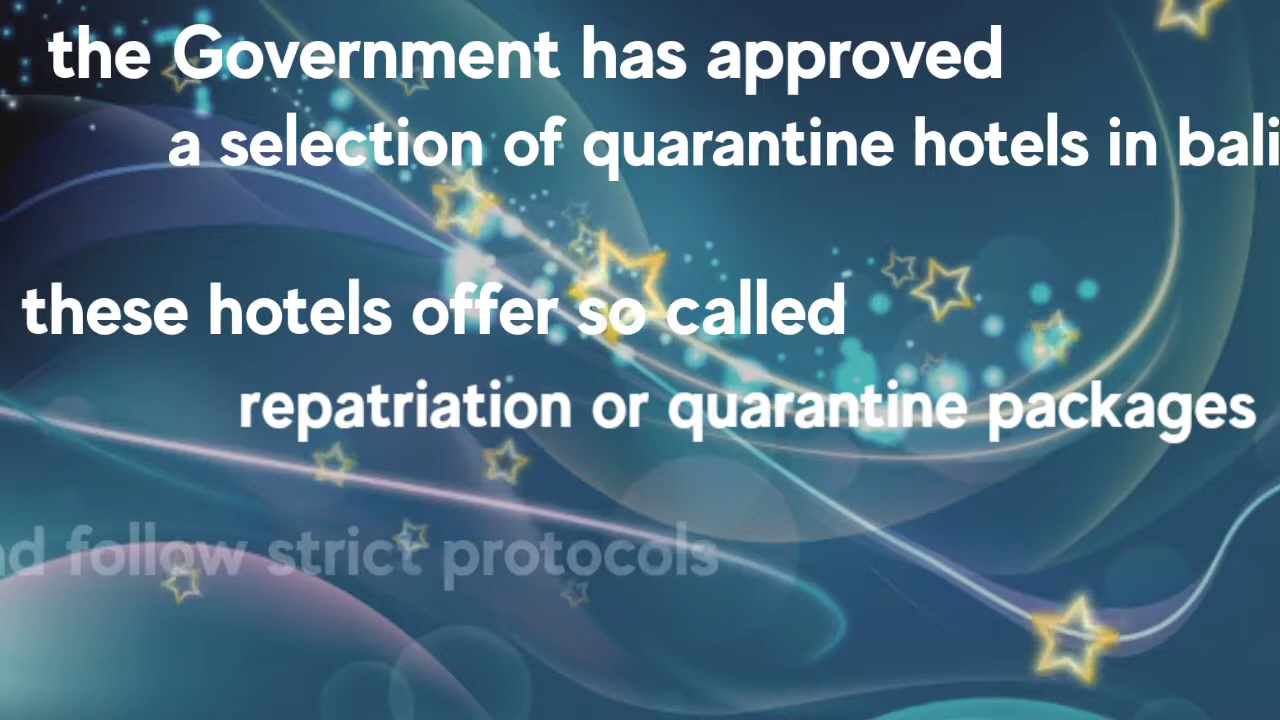 the Government has approved
a selection of quarantine hotels in bali
these hotels offer so called
repatriation or quarantine packages
follow strict protocols